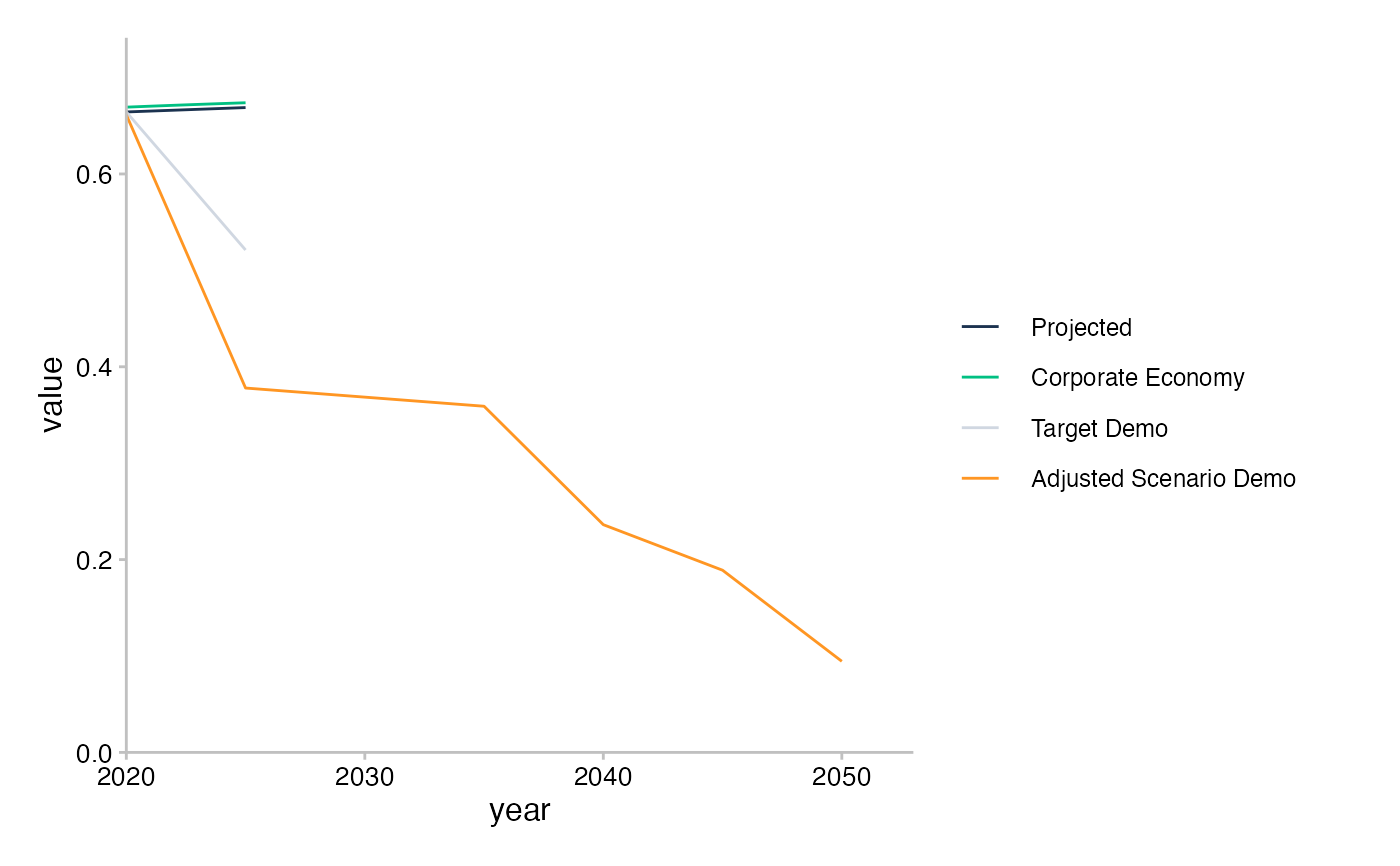 value
0.6
0.4
0.2
0.0
2020 2030 2040 2050
year
Projected
Corporate Economy
Target Demo
Adjusted Scenario Demo